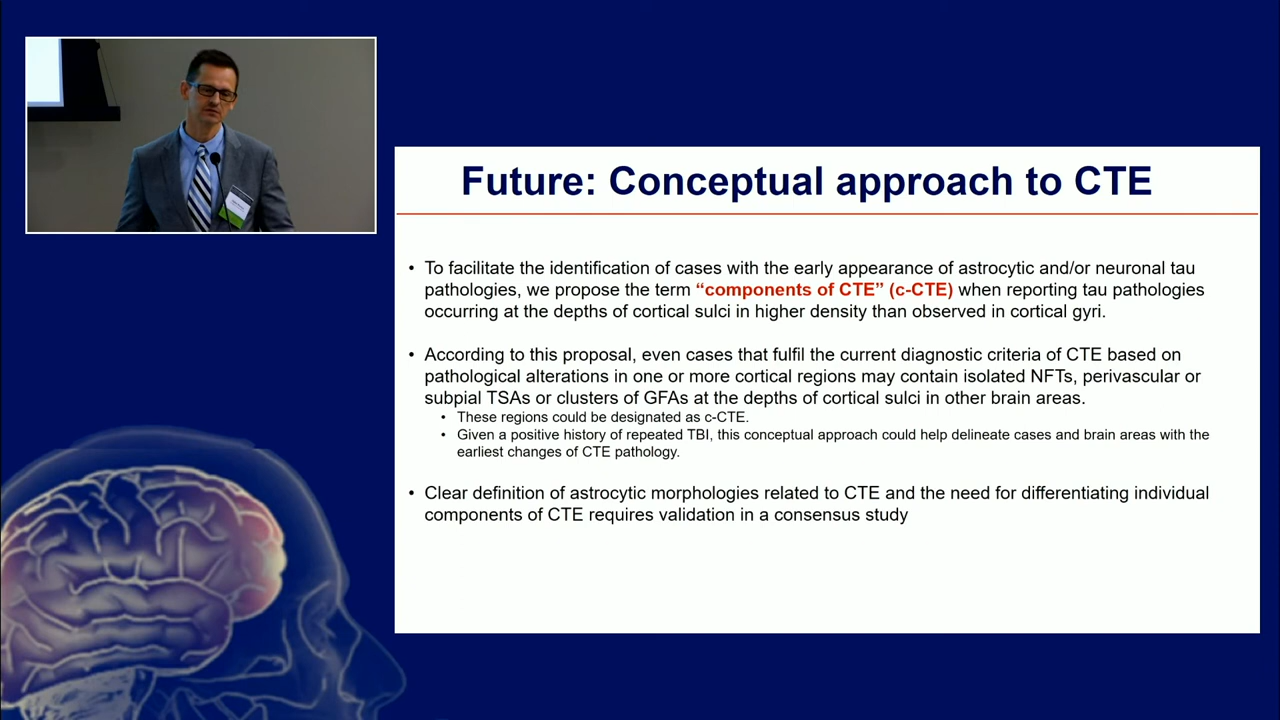 Future: Conceptual approach to CTE
• To facilitate the identification of cases with the early appearance of astrocytic and/or neuronal tau
pathologies, we propose the term “components of CTE” (c-CTE) when reporting tau pathologies
occurring at the depths of cortical sulci in higher density than observed in cortical gyri.
• According to this proposal, even cases that fulfil the current diagnostic criteria of CTE based on
pathological alterations in one or more cortical regions may contain isolated NFTs, perivascular or
subpial TSAs or clusters of GFAs at the depths of cortical sulci in other brain areas.
• These regions could be designated as c-CTE.
• Given a positive history of repeated TBI, this conceptual approach could help delineate cases and brain areas with the
earliest changes of CTE pathology.
• Clear definition of astrocytic morphologies related to CTE and the need for differentiating individual
components of CTE requires validation in a consensus study